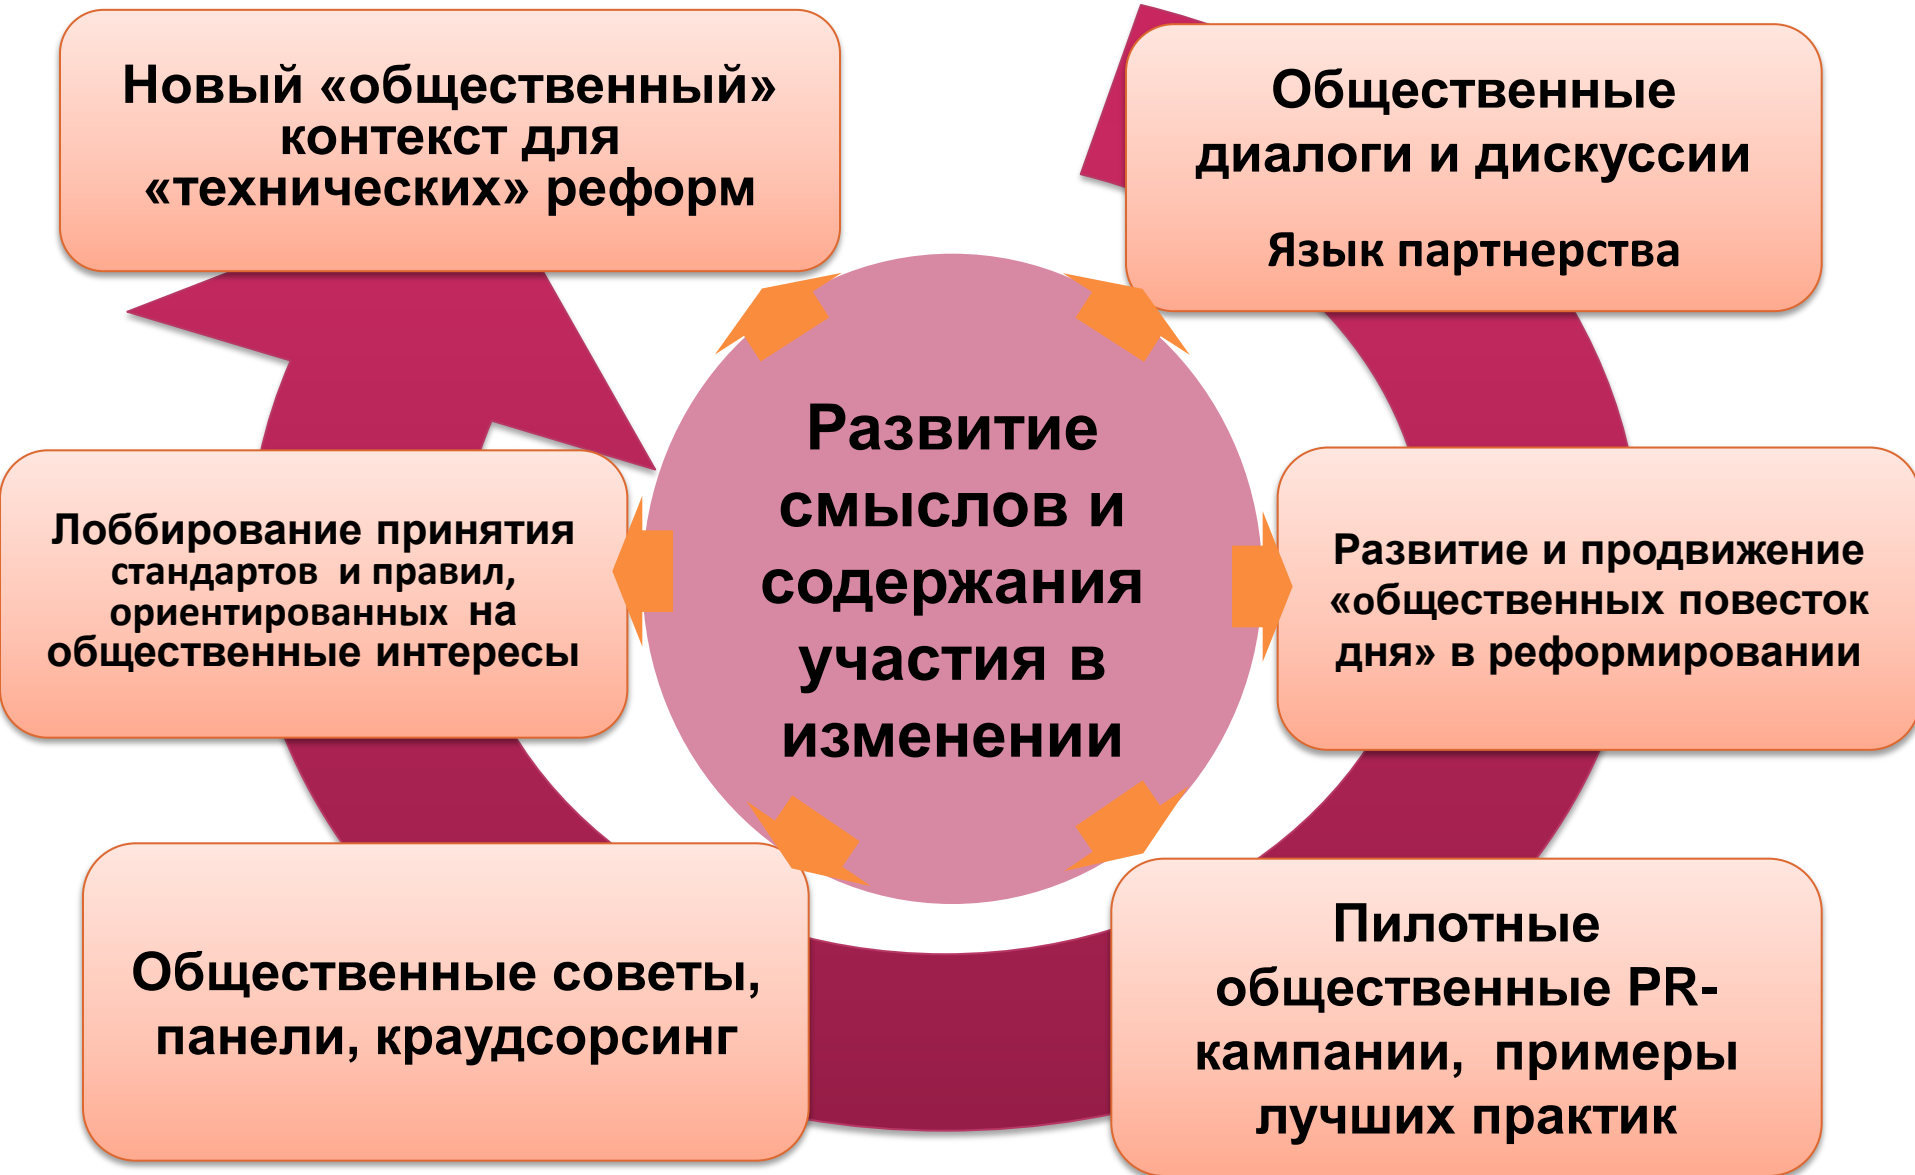 Новый «общественный»
контекст для
«технических» реформ
Общественные
диалоги и дискуссии
Язык партнерства
Развитие
смыслов и
содержания
участия в
изменении
Лоббирование принятия
стандартов и правил,
ориентированных на
общественные интересы
Развитие и продвижение
«общественных повесток
дня» в реформировании
Общественные советы,
панели, краудсорсинг
Пилотные
общественные PR-
кампании, примеры
лучших практик